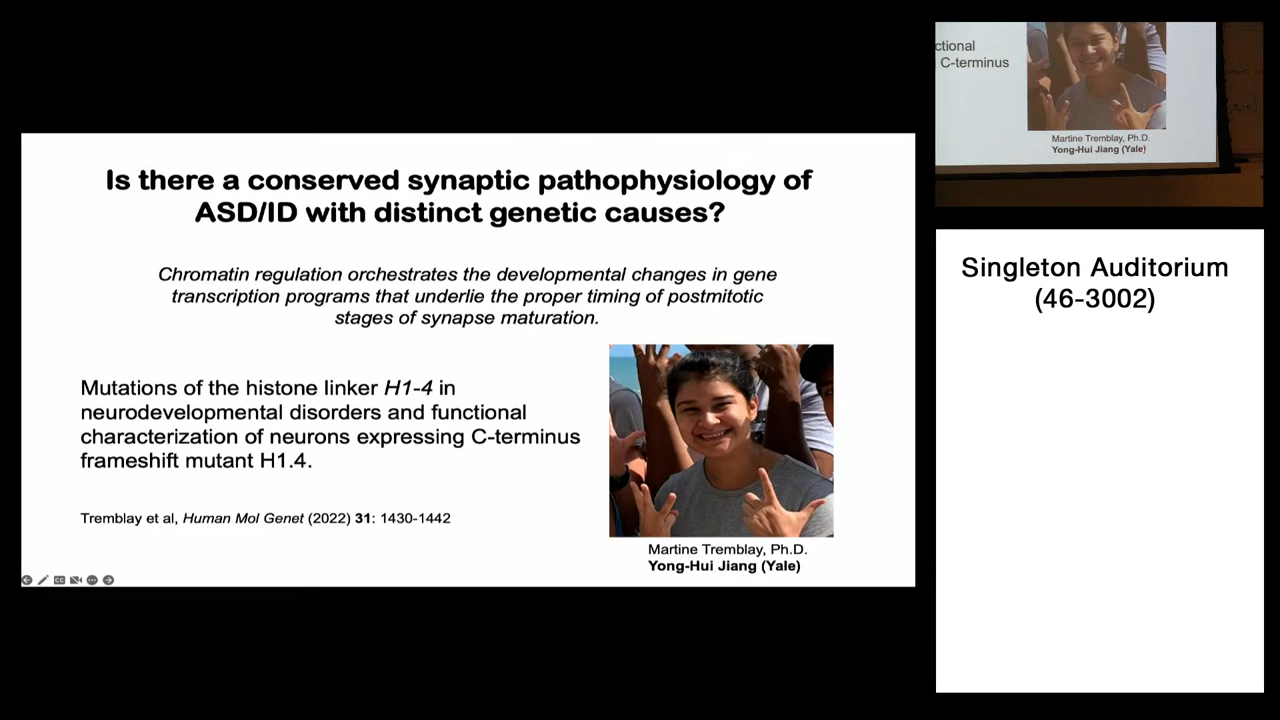 Is there a conserved synaptic pathophysiology of
ASD/ID with distinct genetic causes?
Chromatin regulation orchestrates the developmental changes in gene
transcription programs that underlie the proper timing of postmitotic
stages of synapse maturation.
Mutations of the histone linker H1-4 in
neurodevelopmental disorders and functional
characterization of neurons expressing C-terminus
frameshift mutant H1.4.
Tremblay et al, Human Mol Genet (2022) 31: 1430-1442
Martine Tremblay, Ph.D.
Yong-Hui Jiang (Yale)
CC
ctional
C-terminus
Martine Tremblay, Ph.D.
Yong-Hui Jiang (Yale)
Singleton Auditorium
(46-3002)